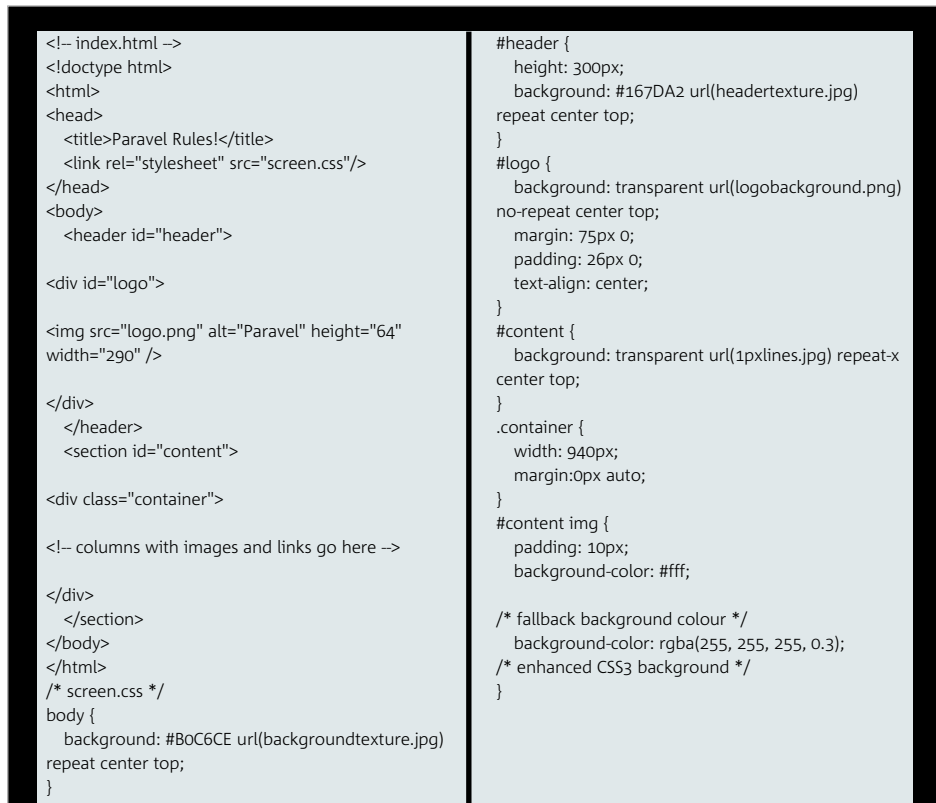 <!-- index.html -->
<!doctype html>
<html>
<head>
<title>Paravel Rules!</title>
<link rel="stylesheet" src="screen.css"/>
</head>
<body>
<header id="header">
<div id="logo">
<img src="logo.png" alt="Paravel" height="64"
width="290" />
</div>
</header>
<section id="content">
<div class="container">
<!-- columns with images and links go here -->
</div>
</section>
</body>
</html>
/* screen.css */
body {
background: #B0C6CE url(backgroundtexture.jpg)
repeat center top;
}
#header {
height: 300px;
background: #167DA2 url(headertexture.jpg)
repeat center top;
}
#logo {
background: transparent url(logobackground.png)
no-repeat center top;
margin: 75px 0;
padding: 26px 0;
text-align: center;
}
#content {
background: transparent url(1pxlines.jpg) repeat-x
center top;
}
.container {
width: 940px;
margin:0px auto;
}
#content img {
padding: 10px;
background-color: #fff;
/* fallback background colour */
background-color: rgba(255, 255, 255, 0.3);
/* enhanced CSS3 background */
}